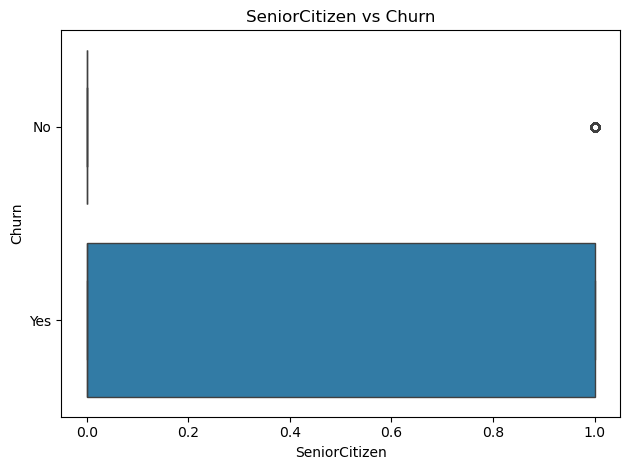 SeniorCitizen vs Churn
No
Yes
Churn
0.0 0.2 0.4 0.6 0.8 1.0
SeniorCitizen